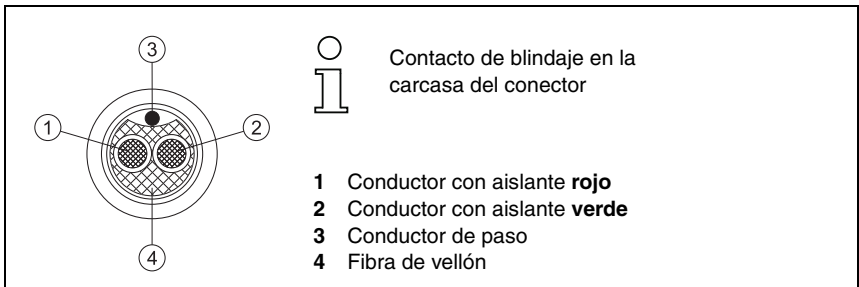 3
1
2
4
Contacto de blindaje en la
carcasa del conector
1 Conductor con aislante rojo
2 Conductor con aislante verde
3 Conductor de paso
4 Fibra de vellón